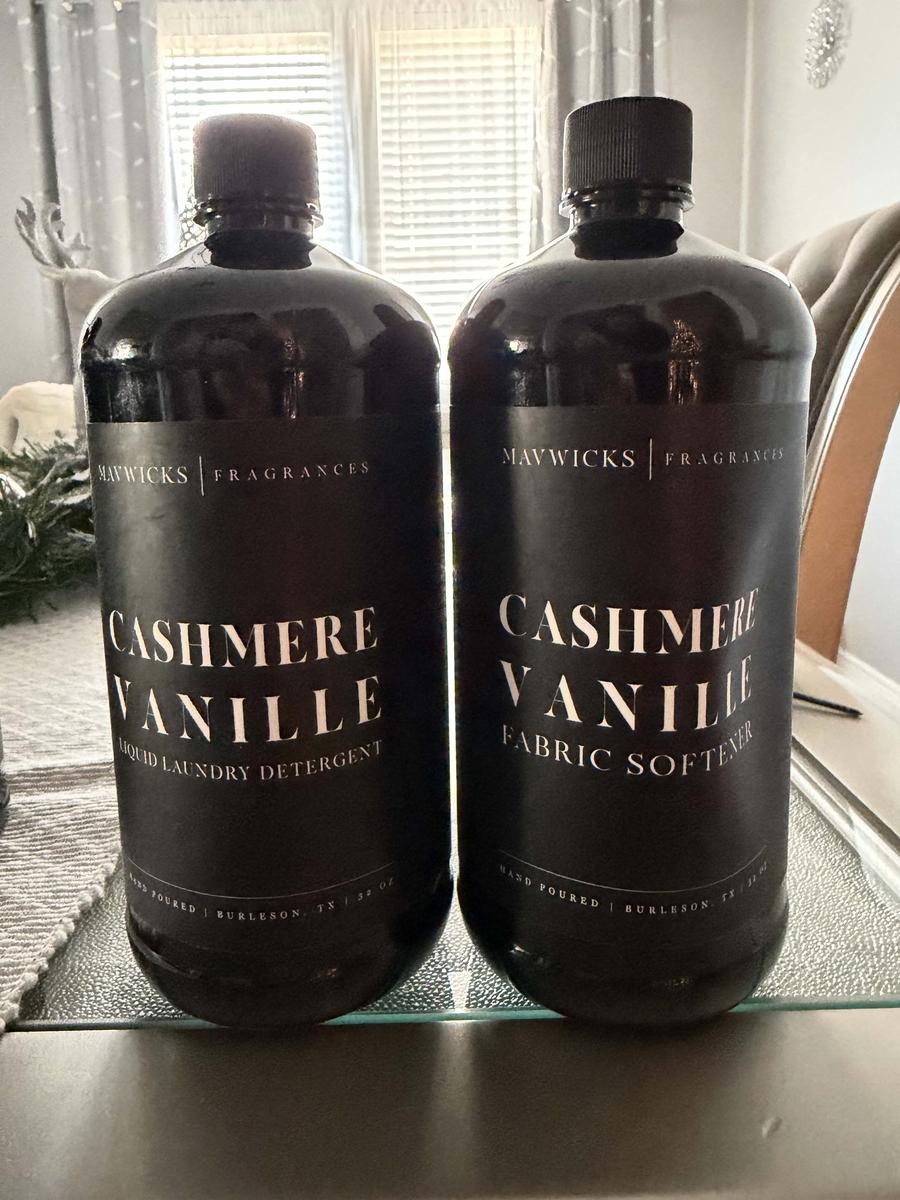 MAVWICKS | FRAGRANCES
CASHMERE
VANILLE
LIQUID LAUNDRY DETERGENT
HAND POURED | BURLESON, TX | 32 OZ
MAVWICKS | FRAGRANCES
CASHMERE
VANILLE
FABRIC SOFTENER
HAND POURED | BURLESON, TX | 32 OZ